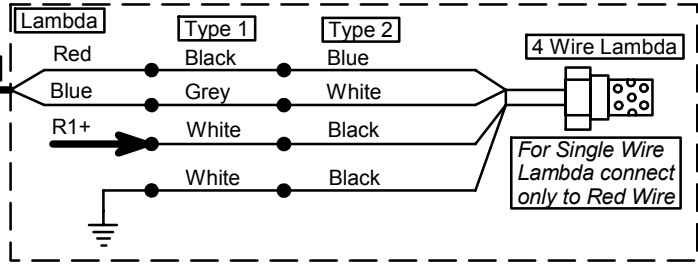 Lambda
Type 1
Type 2
4 Wire Lambda
Red
Black
Blue
Blue
Grey
White
R1+
White
Black
White
Black
For Single Wire
Lambda connect
only to Red Wire